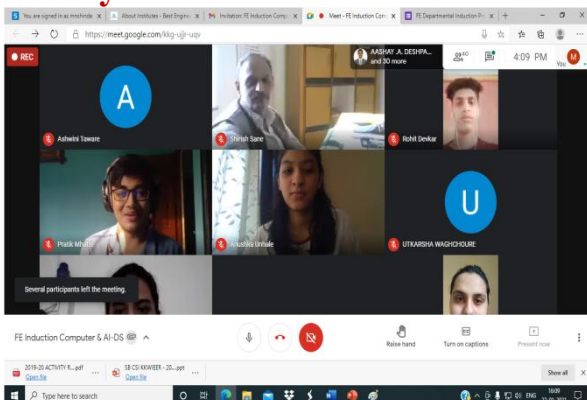 You are signed in as mrshinde
About Institutes - Best Engine
Invitation: FE Induction Comp
Meet - FE Induction Com
FE Departmental Induction Pr
https://meet.google.com/kkg-ujjr-uqv
REC
AASHAY .A. DESHPA...
and 30 more
4:09 PM
You
M
A
Ashwini Taware
Shirish Sane
Rohit Devkar
Pratik
Anushka Unhale
U
UTKARSHA WAGHCHOURE
Several participants left the meeting.
FE Induction Computer & AI-DS
Raise hand
Turn on captions
Present now
2019-20 ACTIVITY R....pdf
Open file
SB CSI KKWIEER - 20....ppt
Open file
Show all
Type here to search
ENG
16:09